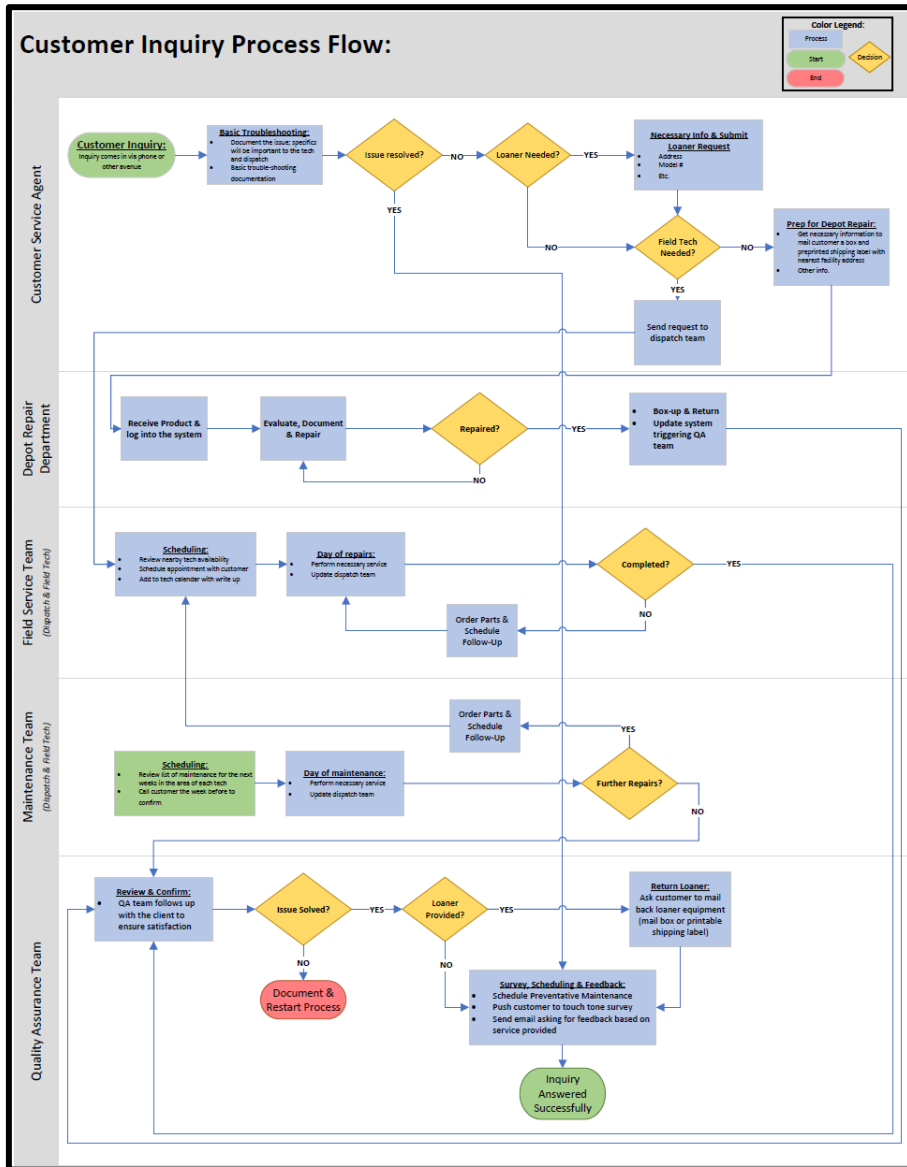 Customer Inquiry Process Flow:
Color Legend:
Process
Start
Decision
End
Customer Service Agent
Customer Inquiry:
Inquiry comes in via phone or
other avenue
Basic Troubleshooting:
• Document the issue; specifics
will be important to the tech
and dispatch
• Basic trouble-shooting
documentation
Issue resolved?
NO
YES
Loaner Needed?
YES
NO
Necessary Info & Submit
Loaner Request
• Address
• Model #
• Etc.
Field Tech
Needed?
NO
YES
Prep for Depot Repair:
• Get necessary information to
mail customer a box and
preprinted shipping label with
nearest facility address
• Other info.
Send request to
dispatch team
Depot Repair
Department
Receive Product &
log into the system
Evaluate, Document
& Repair
Repaired?
YES
NO
• Box-up & Return
• Update system
triggering QA
team
Field Service Team
(Dispatch & Field Tech)
Scheduling:
• Review nearby tech availability
• Schedule appointment with customer
• Add to tech calendar with write up
Day of repairs:
• Perform necessary service
• Update dispatch team
Completed?
YES
NO
Order Parts &
Schedule
Follow-Up
Maintenance Team
(Dispatch & Field Tech)
Order Parts &
Schedule
Follow-Up
YES
Scheduling:
• Review list of maintenance for the next
weeks in the area of each tech
• Call customer the week before to
confirm
Day of maintenance:
• Perform necessary service
• Update dispatch team
Further Repairs?
NO
Quality Assurance Team
Review & Confirm:
• QA team follows up
with the client to
ensure satisfaction
Issue Solved?
YES
NO
Loaner
Provided?
YES
NO
Return Loaner:
Ask customer to mail
back loaner equipment
(mail box or printable
shipping label)
Document &
Restart Process
Survey, Scheduling & Feedback:
• Schedule Preventative Maintenance
• Push customer to touch tone survey
• Send email asking for feedback based on
service provided
Inquiry
Answered
Successfully